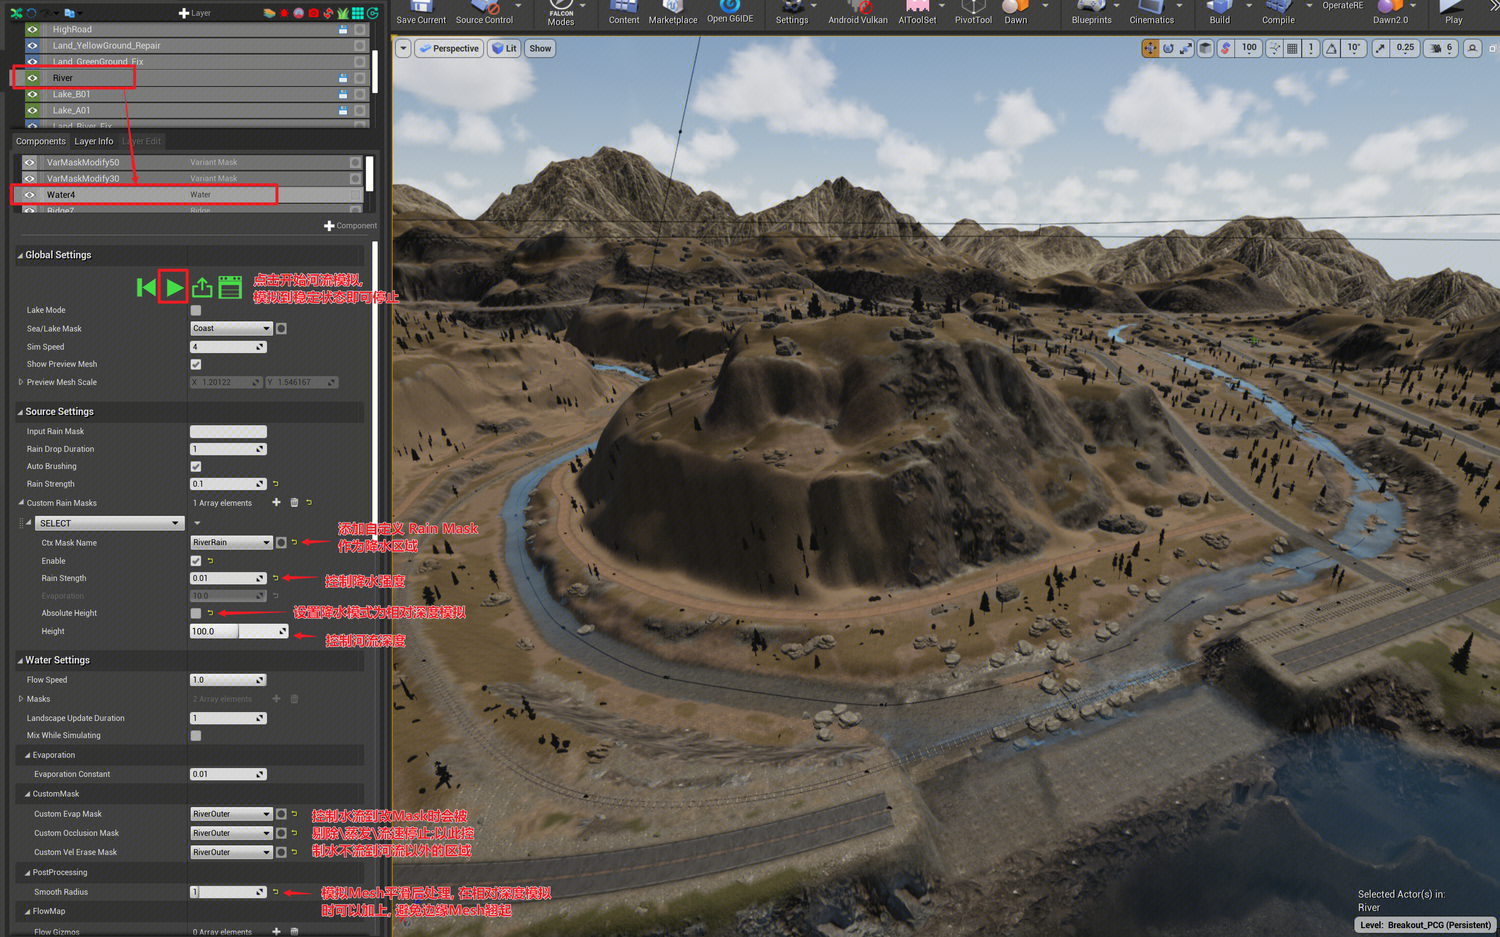 Layer
Save Current
Source Control
FALCON
Modes
Content
Marketplace
Open G6IDE
Settings
Android Vulkan
AIToolSet
PivotTool
Dawn
Blueprints
Cinematics
Build
Compile
OperateRE
Dawn2.0
Play
HighRoad
Land_YellowGround_Repair
Land_GreenGround_Fix
River
Lake_B01
Lake_A01
Land_River_Fix
Perspective
Lit
Show
100
1
10°
0.25
6
Components
Layer Info
Layer Edit
VarMaskModify50 Variant Mask
VarMaskModify30 Variant Mask
Water4 Water
Ridge7 Ridge
Component
Global Settings
点击开始河流模拟,
模拟到稳定状态即可停止
Lake Mode
Sea/Lake Mask Coast
Sim Speed 4
Show Preview Mesh
Preview Mesh Scale X 1.20122 Y 1.546167
Source Settings
Input Rain Mask
Rain Drop Duration 1
Auto Brushing
Rain Strength 0.1
Custom Rain Masks 1 Array elements
SELECT
Ctx Mask Name RiverRain
添加自定义 Rain Mask
作为降水区域
Enable
Rain Stength 0.01
控制降水强度
Evaporation 10.0
Absolute Height
设置降水模式为相对深度模拟
Height 100.0
控制河流深度
Water Settings
Flow Speed 1.0
Masks 2 Array elements
Landscape Update Duration 1
Mix While Simulating
Evaporation
Evaporation Constant 0.01
CustomMask
Custom Evap Mask RiverOuter
Custom Occlusion Mask RiverOuter
Custom Vel Erase Mask RiverOuter
控制水流到改Mask时会被
剔除\蒸发\流速停止;以此控
制水不流到河流以外的区域
PostProcessing
Smooth Radius 1
模拟Mesh平滑后处理, 在相对深度模拟
时可以加上, 避免边缘Mesh翘起
FlowMap
Flow Gizmos 0 Array elements
Selected Actor(s) in:
River
Level: Breakout_PCG (Persistent)